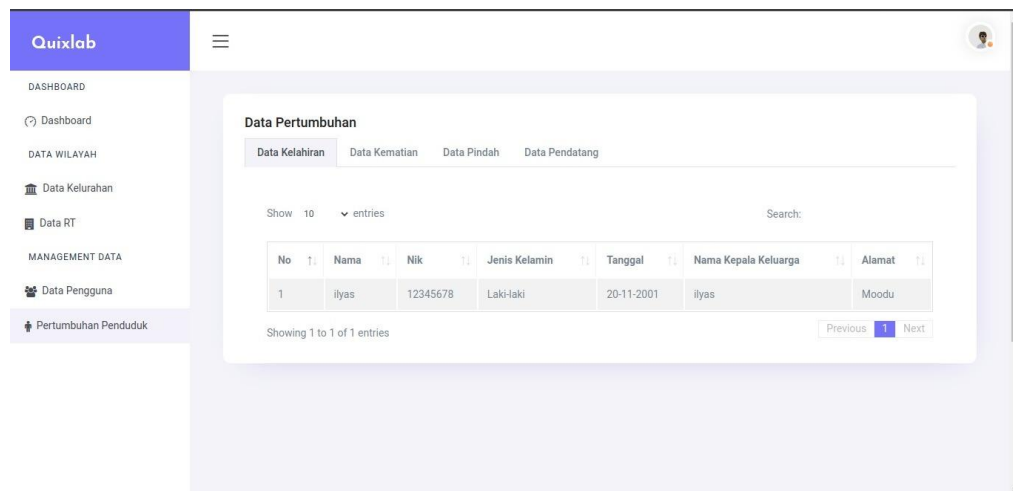 Quixlab
DASHBOARD
Dashboard
DATA WILAYAH
Data Kelurahan
Data RT
MANAGEMENT DATA
Data Pengguna
Pertumbuhan Penduduk
Data Pertumbuhan
Data Kelahiran Data Kematian Data Pindah Data Pendatang
Show 10 entries Search:
No Nama Nik Jenis Kelamin Tanggal Nama Kepala Keluarga Alamat
1 ilyas 12345678 Laki-laki 20-11-2001 ilyas Moodu
Showing 1 to 1 of 1 entries Previous 1 Next